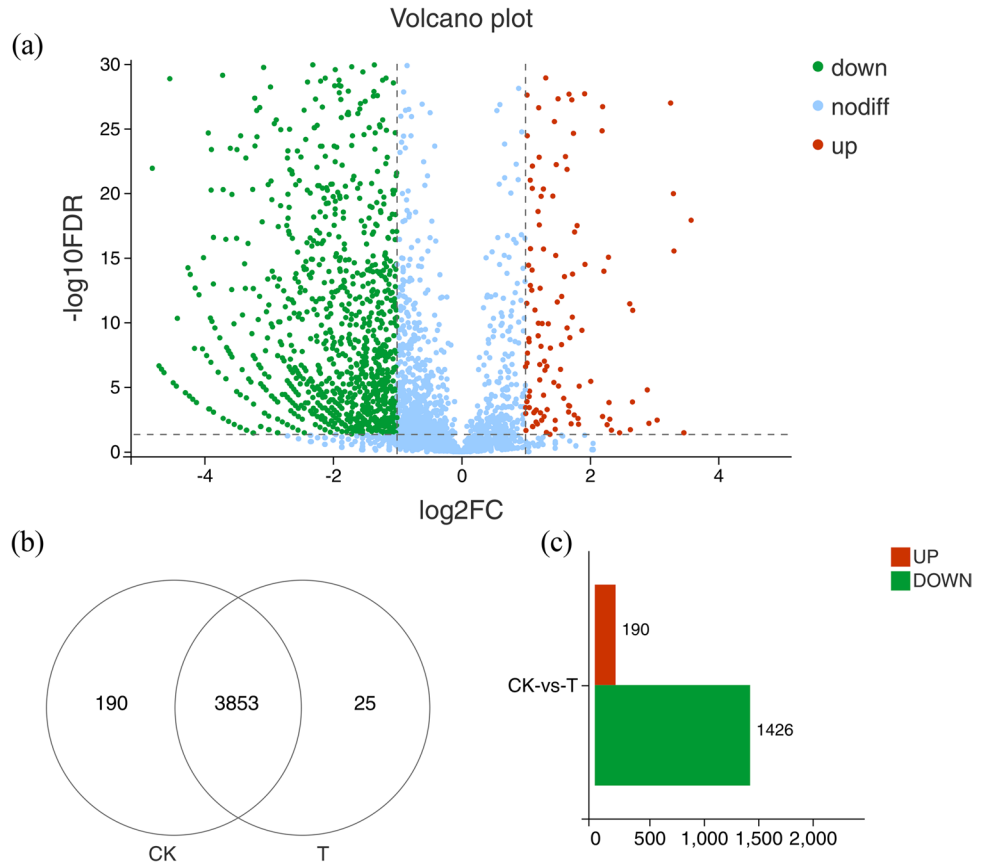 Volcano plot
(a)
-log10FDR
30
25
20
15
10
5
0
-4
-2
0
2
4
log2FC
down
nodiff
up
(b)
190
3853
25
CK
T
(c)
UP
DOWN
190
CK-vs-T
1426
0
500
1,000
1,500
2,000